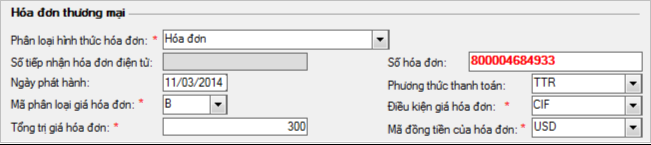 Hóa đơn thương mại
Phân loại hình thức hóa đơn: * Hóa đơn
Số tiếp nhận hóa đơn điện tử: Số hóa đơn: 800004684933
Ngày phát hành: 11/03/2014 Phương thức thanh toán: TTR
Mã phân loại giá hóa đơn: * B Điều kiện giá hóa đơn: * CIF
Tổng trị giá hóa đơn: * 300 Mã đồng tiền của hóa đơn: * USD